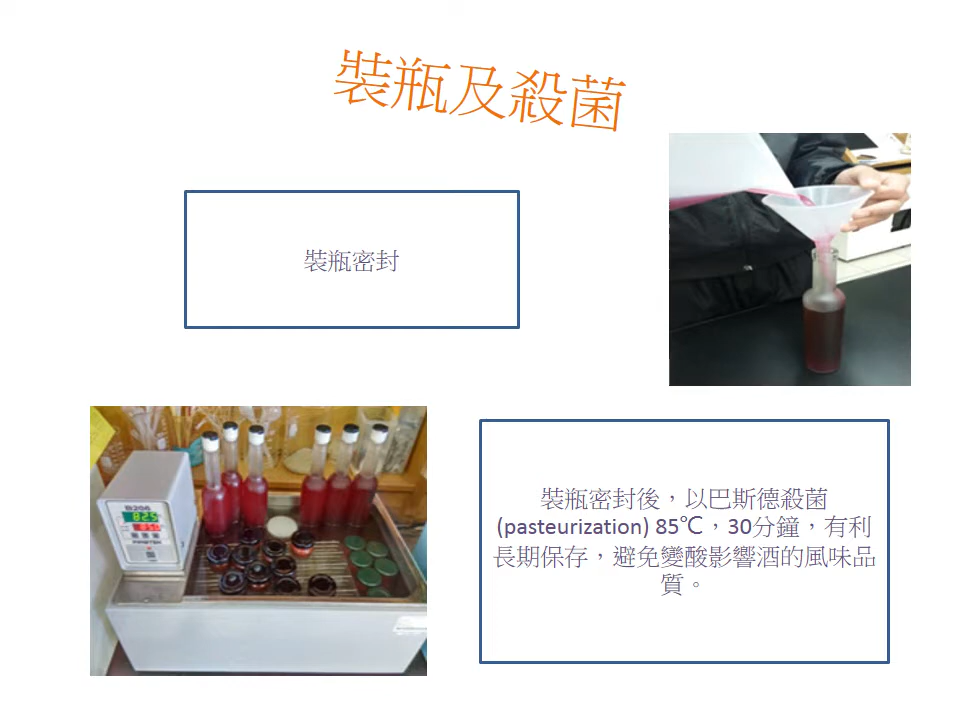 裝瓶及殺菌
裝瓶密封
裝瓶密封後，以巴斯德殺菌
(pasteurization) 85℃，30分鐘，有利
長期保存，避免變酸影響酒的風味品
質。
B206
825